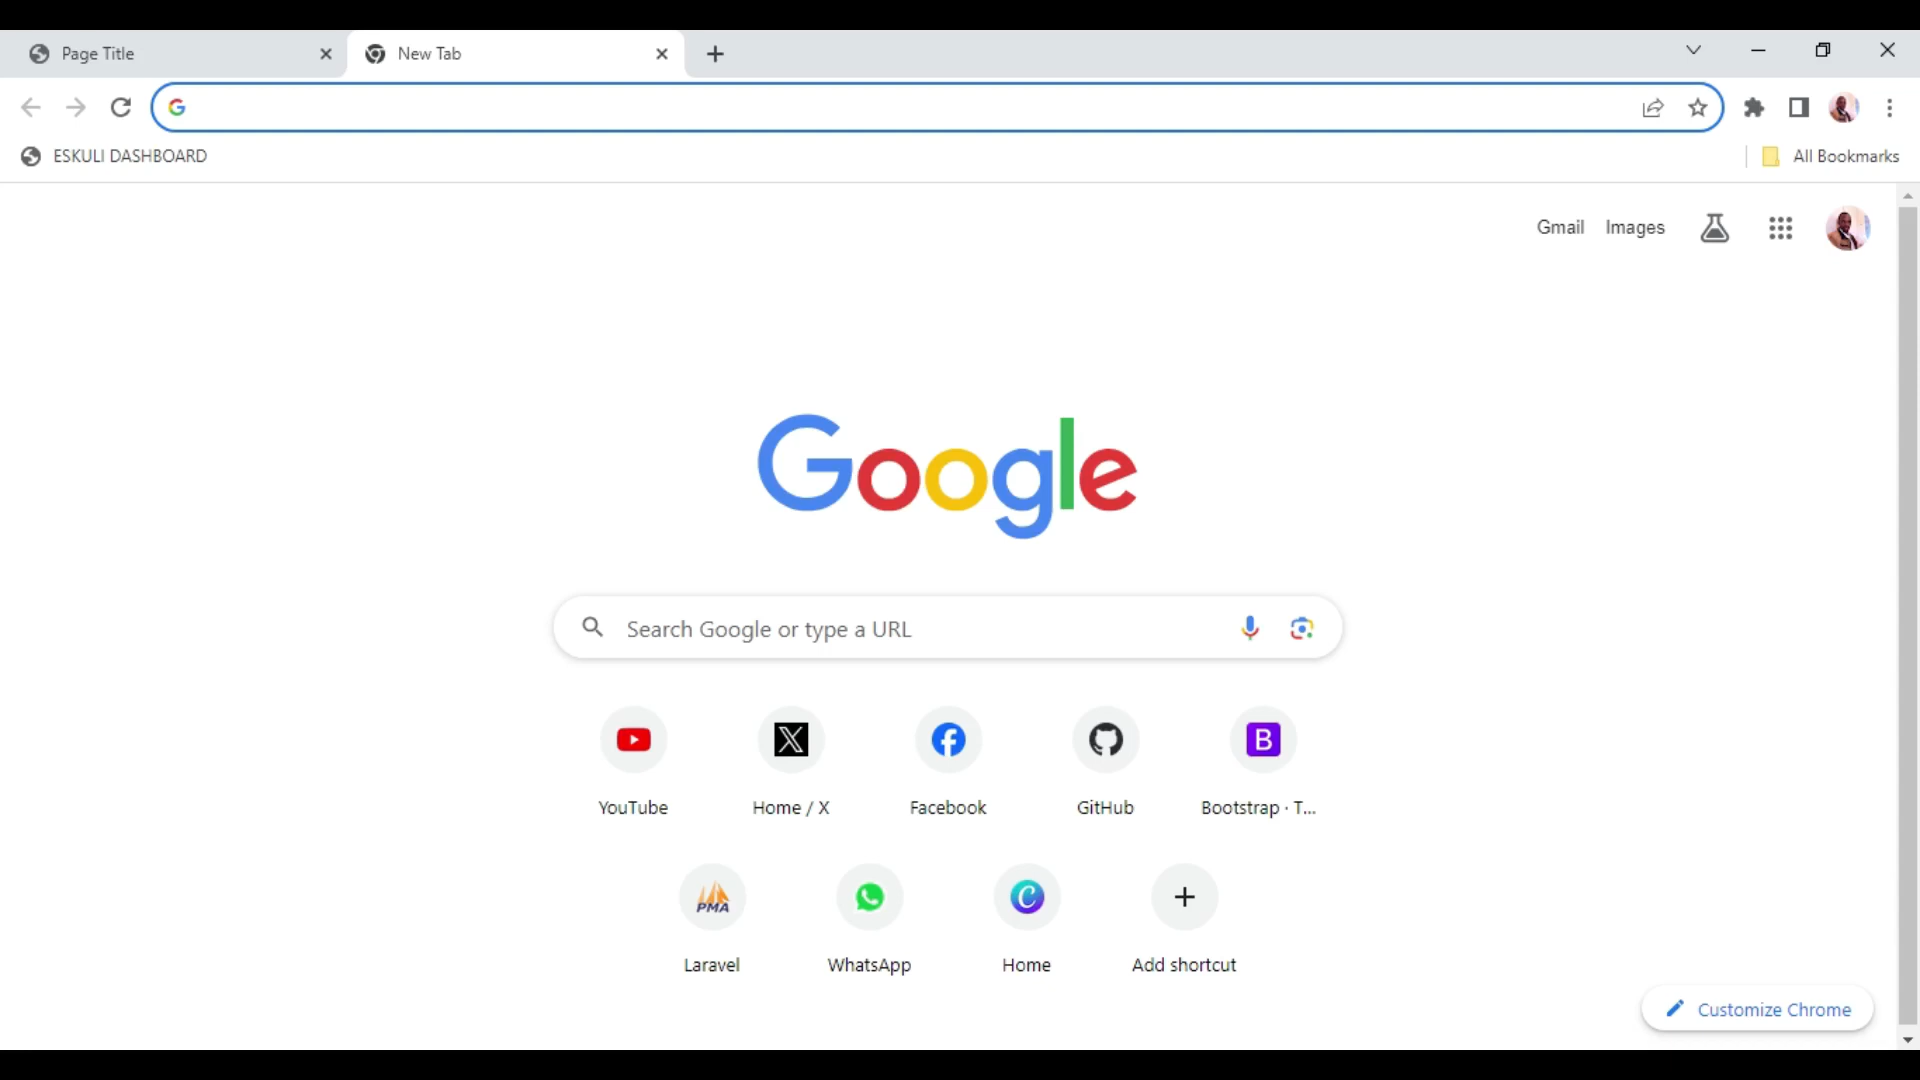 Page Title
New Tab
ESKULI DASHBOARD
All Bookmarks
Gmail Images
Google
Search Google or type a URL
YouTube
Home / X
Facebook
GitHub
B
Bootstrap · T...
PMA
Laravel
WhatsApp
Home
Add shortcut
Customize Chrome